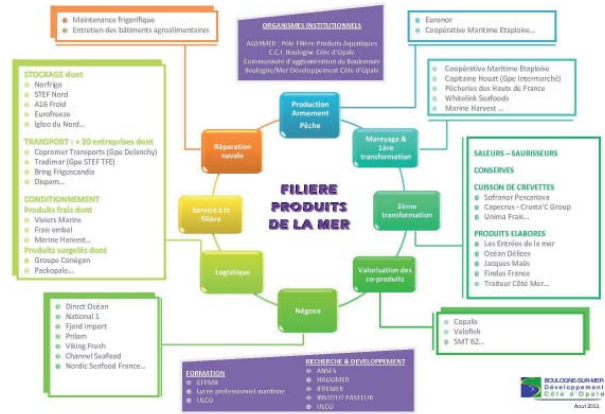 Maintenance frigorifique
Entretien des bâtiments agroalimentaires
ORGANISMES INSTITUTIONNELS
AQUIMER : Pôle Filière Produits Aquatiques
C.C.I. Boulogne Côte d'Opale
Communauté d'agglomération du Boulonnais
Boulogne/Mer Développement Côte d'Opale
Euronor
Coopérative Maritime Etaploise...
Coopérative Maritime Etaploise
Capitaine Houat (Gpe Intermarché)
Pêcheries des Hauts de France
Whitelink Seafoods
Marine Harvest ...
STOCKAGE dont
Norfrigo
STEF Nord
A16 Froid
Eurofreeze
Igloo du Nord...
TRANSPORT : + 20 entreprises dont
Copromer Transports (Gpe Delanchy)
Tradimar (Gpe STEF TFE)
Bring Frigoscandia
Dispam...
CONDITIONNEMENT
Produits frais dont
Viviers Marine
Frais embal
Marine Harvest...
Produits surgelés dont
Groupe Conégan
Packopale...
Production
Armement
Pêche
Mareyage &
1ère
transformation
2ème
transformation
Valorisation des
co-produits
Négoce
Logistique
Service à la
filière
Réparation
navale
FILIERE
PRODUITS
DE LA MER
SALEURS – SAURISSEURS
CONSERVES
CUISSON DE CREVETTES
Sofranor Pescanova
Capecrus - Crusta'C Group
Unima Frais...
PRODUITS ELABORES
Les Entrées de la mer
Océan Délices
Jacques Maës
Findus France
Traiteur Côté Mer...
Direct Océan
National 1
Fjord import
Prilam
Viking Fresh
Channel Seafood
Nordic Seafood France...
Copalis
Valofish
SMT 62...
FORMATION
CFPMB
Lycée professionnel maritime
ULCO
RECHERCHE & DEVELOPPEMENT
ANSES
HALIOMER
IFREMER
INSTITUT PASTEUR
ULCO
BOULOGNE-SUR-MER
Développement
Côte d'Opale
Aout 2011